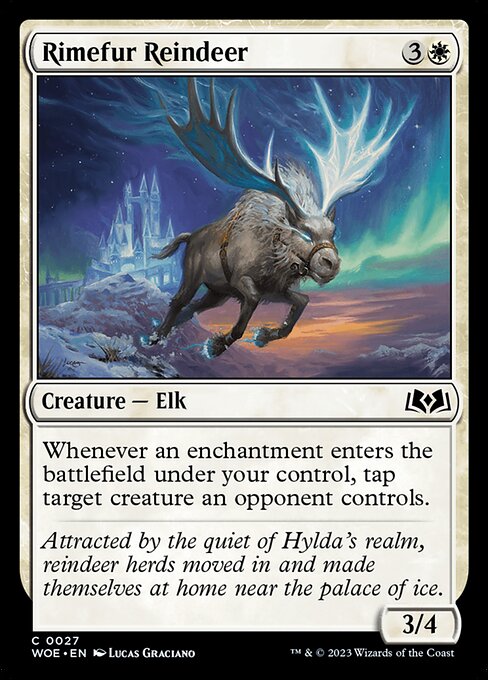 Rimefur Reindeer 3
Creature — Elk
Whenever an enchantment enters the
battlefield under your control, tap
target creature an opponent controls.
Attracted by the quiet of Hylda's realm,
reindeer herds moved in and made
themselves at home near the palace of ice.
3/4
C 0027
WOE • EN Lucas Graciano
™ & © 2023 Wizards of the Coast